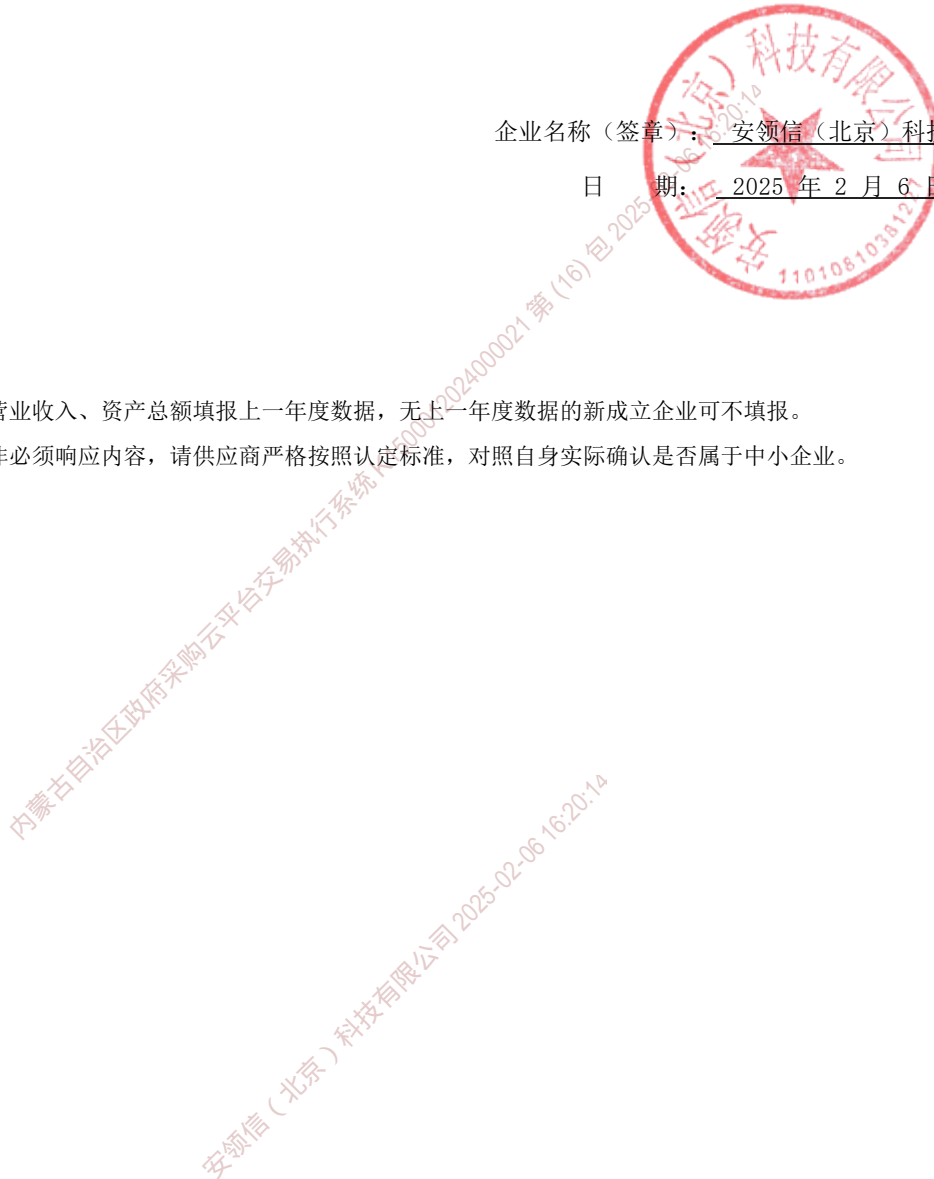 企业名称（签章）： 安领信（北京）科技
日 期： 2025 年 2 月 6 日
安领信（北京）科技有限公司
营业收入、资产总额填报上一年度数据，无上一年度数据的新成立企业可不填报。
非必须响应内容，请供应商严格按照认定标准，对照自身实际确认是否属于中小企业。
内蒙古自治区政府采购云平台交易执行系统 2024000021 第 (16) 包 2025-02-06 16:20:14
安领信（北京）科技有限公司 2025-02-06 16:20:14